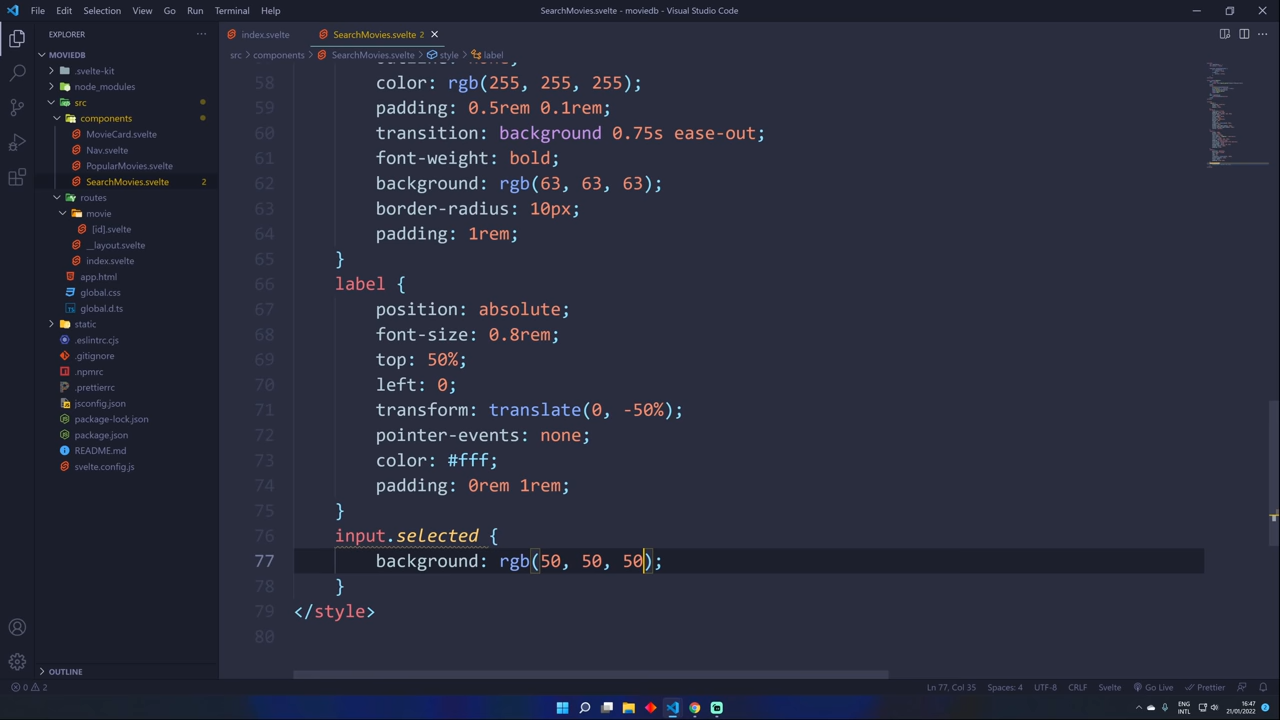 File Edit Selection View Go Run Terminal Help
SearchMovies.svelte - moviedb - Visual Studio Code
EXPLORER
MOVIEDB
.svelte-kit
node_modules
src
components
MovieCard.svelte
Nav.svelte
PopularMovies.svelte
SearchMovies.svelte 2
routes
movie
[id].svelte
__layout.svelte
index.svelte
app.html
global.css
global.d.ts
static
.eslintrc.cjs
.gitignore
.npmrc
.prettierrc
jsconfig.json
package-lock.json
package.json
README.md
svelte.config.js
OUTLINE
index.svelte
SearchMovies.svelte 2
src > components > SearchMovies.svelte > style > label
58 color: rgb(255, 255, 255);
59 padding: 0.5rem 0.1rem;
60 transition: background 0.75s ease-out;
61 font-weight: bold;
62 background: rgb(63, 63, 63);
63 border-radius: 10px;
64 padding: 1rem;
65 }
66 label {
67 position: absolute;
68 font-size: 0.8rem;
69 top: 50%;
70 left: 0;
71 transform: translate(0, -50%);
72 pointer-events: none;
73 color: #fff;
74 padding: 0rem 1rem;
75 }
76 input.selected {
77 background: rgb(50, 50, 50);
78 }
79 </style>
80
0 2
Ln 77, Col 35 Spaces: 4 UTF-8 CRLF Svelte Go Live Prettier
ENG
INTL
16:47
21/01/2022